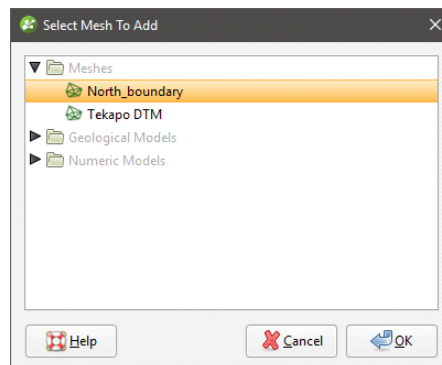 Select Mesh To Add
Meshes
North_boundary
Tekapo DTM
Geological Models
Numeric Models
Help Cancel OK